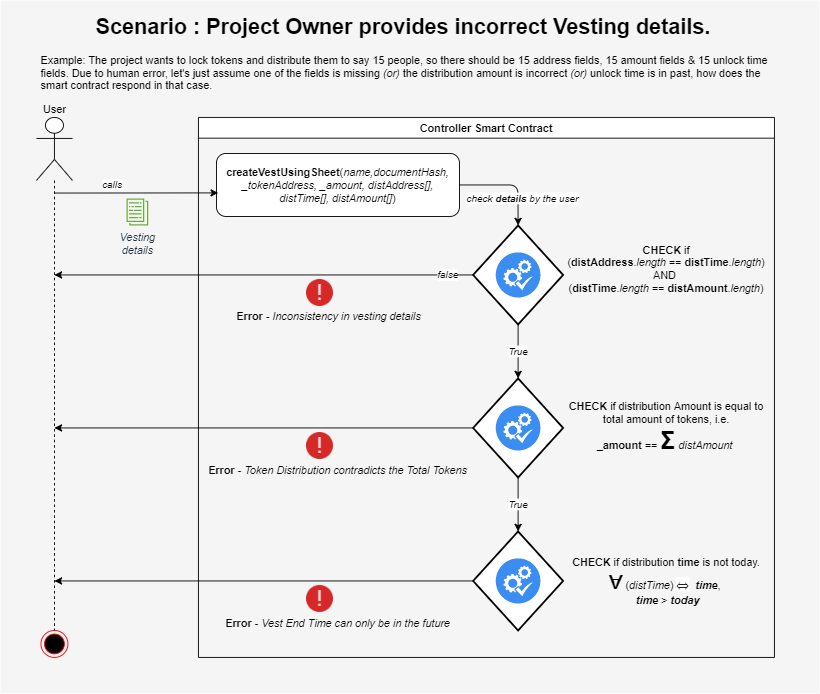 Scenario : Project Owner provides incorrect Vesting details.
Example: The project wants to lock tokens and distribute them to say 15 people, so there should be 15 address fields, 15 amount fields & 15 unlock time
fields. Due to human error, let's just assume one of the fields is missing (or) the distribution amount is incorrect (or) unlock time is in past, how does the
smart contract respond in that case.
User
Controller Smart Contract
createVestUsingSheet(name,documentHash,
_tokenAddress, _amount, distAddress[],
distTime[], distAmount[])
calls
check details by the user
Vesting
details
CHECK if
(distAddress.length == distTime.length)
AND
(distTime.length == distAmount.length)
false
Error - Inconsistency in vesting details
True
CHECK if distribution Amount is equal to
total amount of tokens, i.e.
_amount == Σ distAmount
Error - Token Distribution contradicts the Total Tokens
True
CHECK if distribution time is not today.
∀ (distTime) ⇔ time,
time > today
Error - Vest End Time can only be in the future